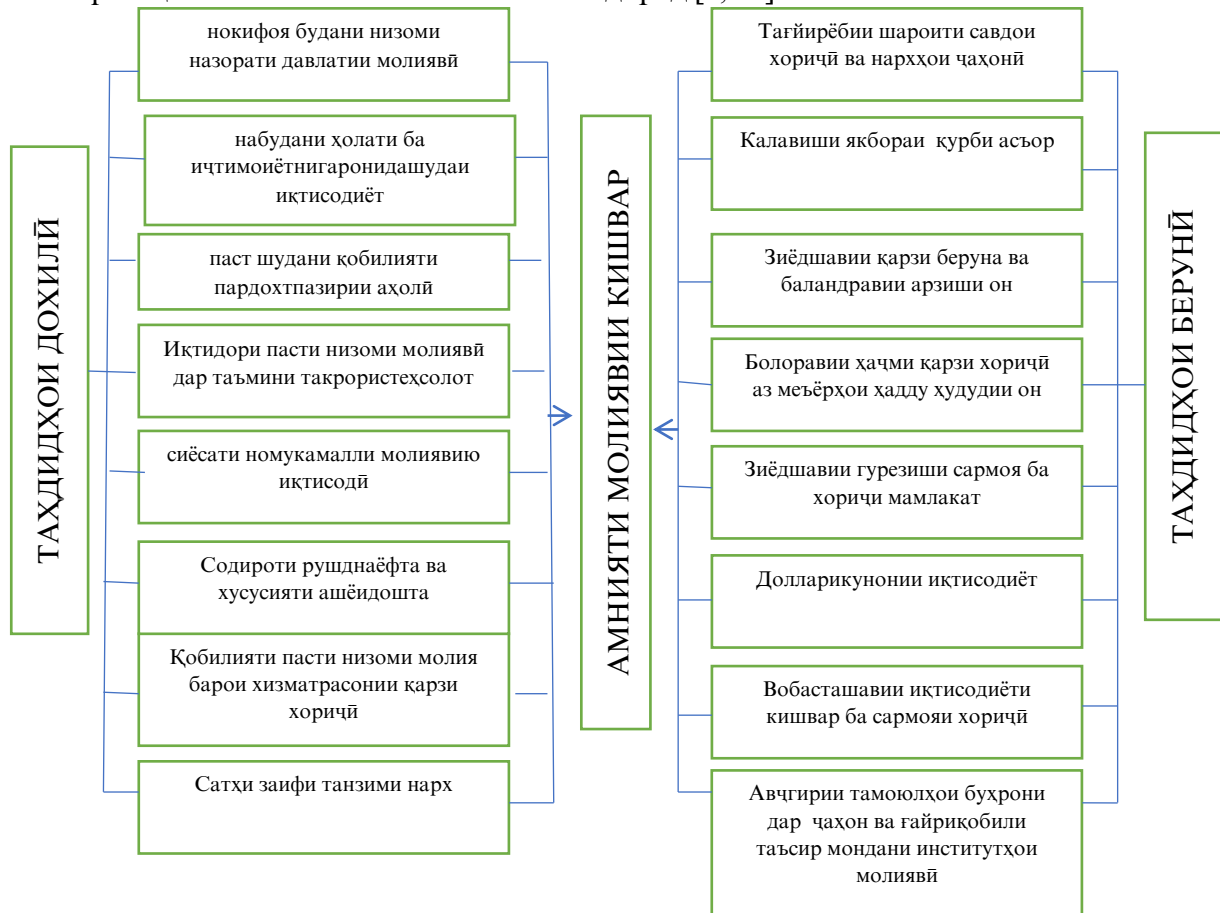 ТАҲДИДҲОИ ДОХИЛӢ
нокифоя будани низоми
назорати давлатии молиявӣ
набудани ҳолати ба
иҷтимоиётнигаронидашудаи
иқтисодиёт
паст шудани қобилияти
пардохтпазирии аҳолӣ
Иқтидори пасти низоми молиявӣ
дар таъмини такрористеҳсолот
сиёсати номукамалли молиявию
иқтисодӣ
Содироти рушднаёфта ва
хусусияти ашёидошта
Қобилияти пасти низоми молия
барои хизматрасонии қарзи
хориҷӣ
Сатҳи заифи танзими нарх
АМНИЯТИ МОЛИЯВИИ КИШВАР
Тағйирёбии шароити савдои
хориҷӣ ва нархҳои ҷаҳонӣ
Калавиши якбораи қурби асъор
Зиёдшавии қарзи беруна ва
баландравии арзиши он
Болоравии ҳаҷми қарзи хориҷӣ
аз меъёрҳои ҳадду ҳудудии он
Зиёдшавии гурезиши сармоя ба
хориҷи мамлакат
Долларикунонии иқтисодиёт
Вобасташавии иқтисодиёти
кишвар ба сармояи хориҷӣ
Авҷгирии тамоюлҳои буҳрони
дар ҷаҳон ва ғайриқобили
таъсир мондани институтҳои
молиявӣ
ТАҲДИДҲОИ БЕРУНӢ